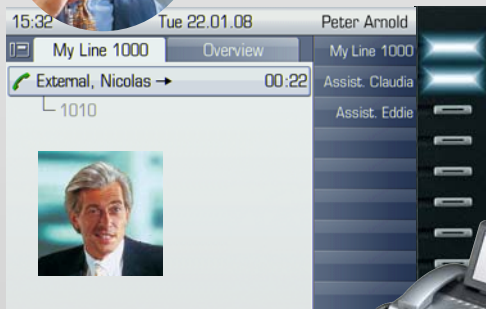 15:32 Tue 22.01.08 Peter Arnold
My Line 1000 Overview My Line 1000
External, Nicolas → 00:22 Assist. Claudia
1010 Assist. Eddie